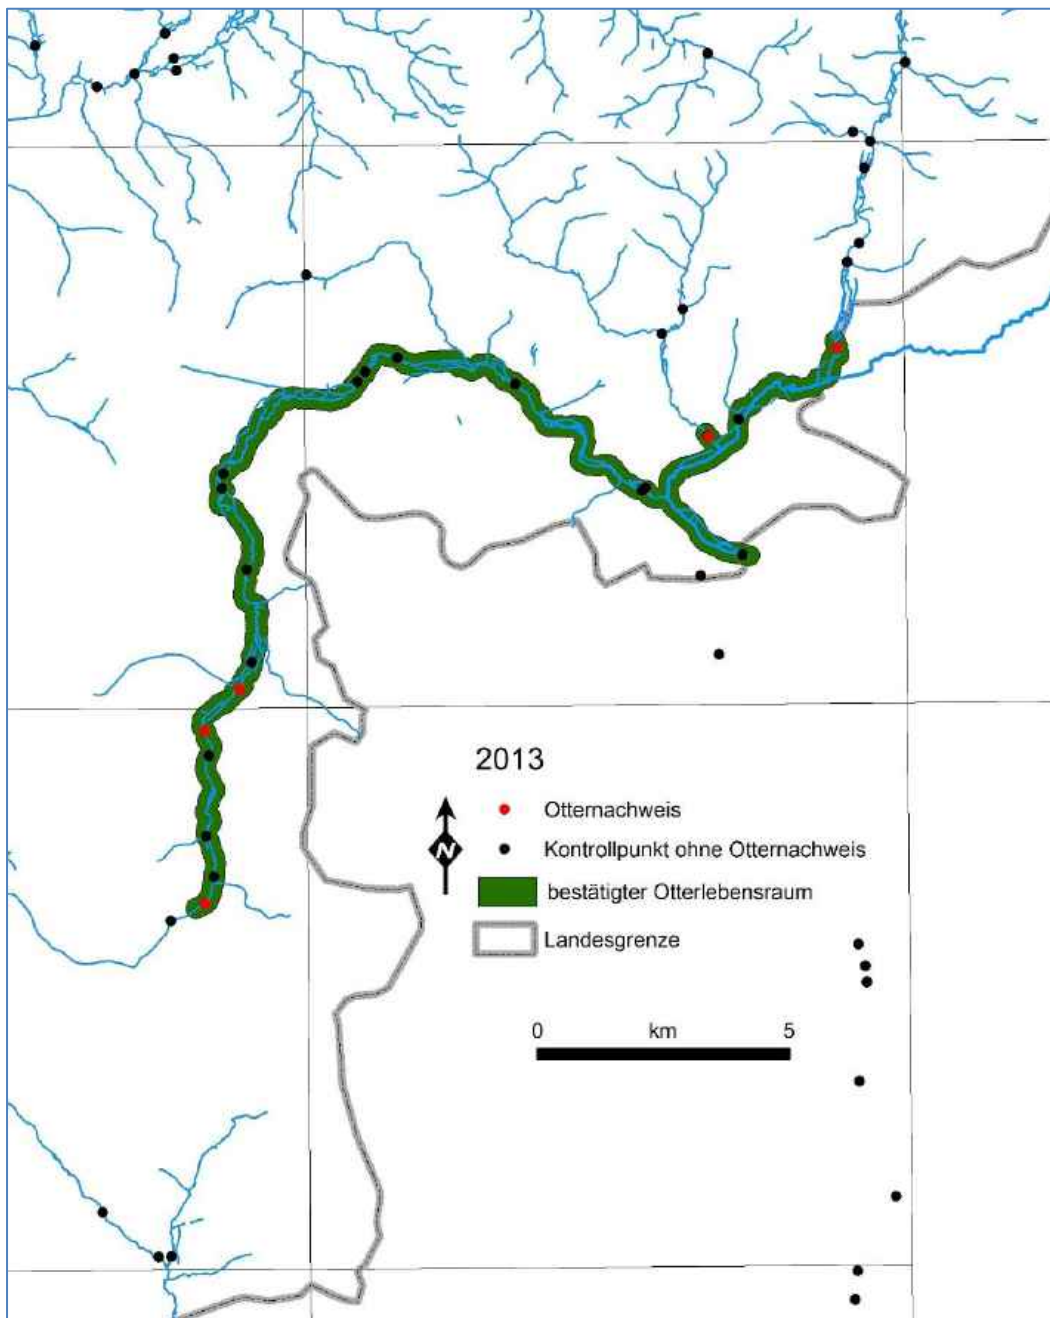 2013
Otternachweis
N
Kontrollpunkt ohne Otternachweis
bestätigter Otterlebensraum
Landesgrenze
0 km 5